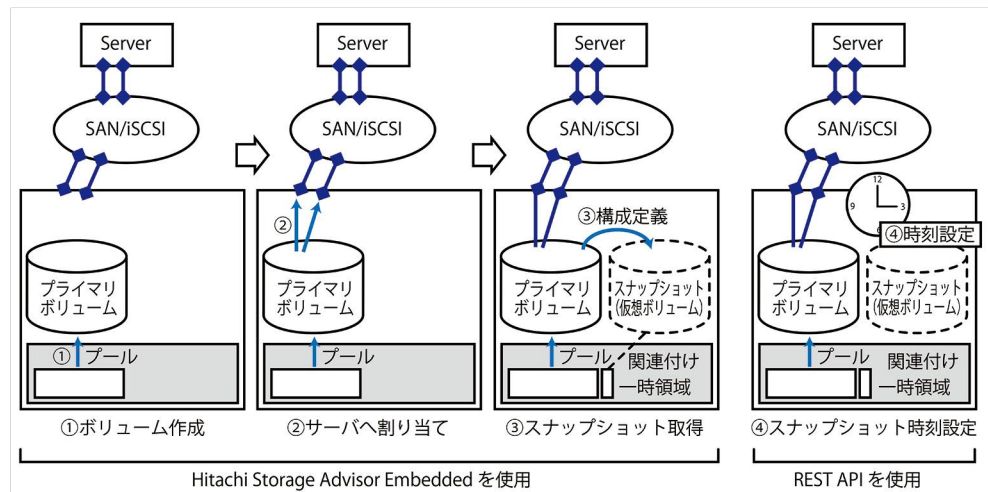 Server
SAN/iSCSI
プライマリ
ボリューム
①
プール
①ボリューム作成
Server
SAN/iSCSI
②
プライマリ
ボリューム
プール
②サーバへ割り当て
Server
SAN/iSCSI
③構成定義
プライマリ
ボリューム
スナップショット
(仮想ボリューム)
プール
関連付け
一時領域
③スナップショット取得
Hitachi Storage Advisor Embedded を使用
Server
SAN/iSCSI
12
9
3
④時刻設定
プライマリ
ボリューム
スナップショット
(仮想ボリューム)
プール
関連付け
一時領域
④スナップショット時刻設定
REST API を使用